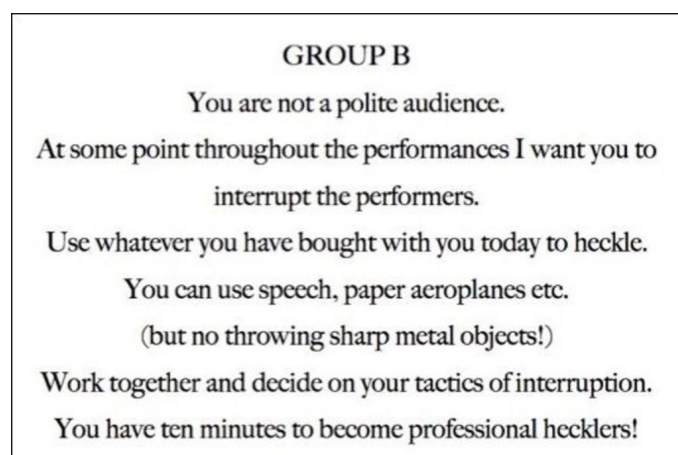 GROUP B
You are not a polite audience.
At some point throughout the performances I want you to
interrupt the performers.
Use whatever you have bought with you today to heckle.
You can use speech, paper aeroplanes etc.
(but no throwing sharp metal objects!)
Work together and decide on your tactics of interruption.
You have ten minutes to become professional hecklers!